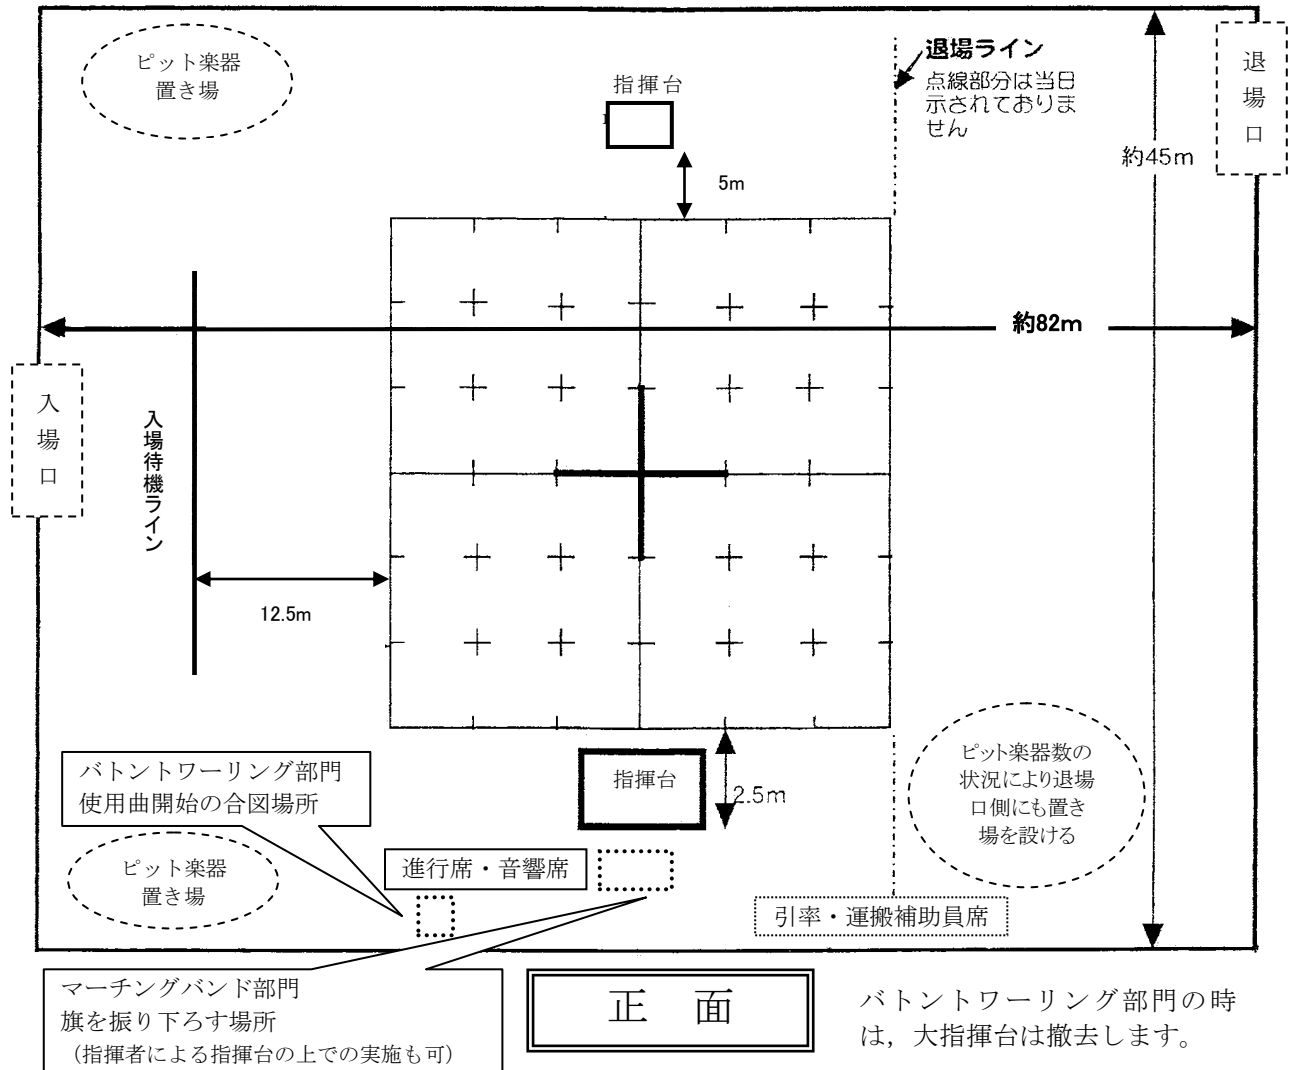 ピット楽器
置き場
指揮台
退場ライン
点線部分は当日
示されておりま
せん
退
場
口
約45m
5m
約82m
入
場
口
入場待機ライン
12.5m
バトントワーリング部門
使用曲開始の合図場所
指揮台
2.5m
ピット楽器数の
状況により退場
口側にも置き
場を設ける
ピット楽器
置き場
進行席・音響席
引率・運搬補助員席
マーチングバンド部門
旗を振り下ろす場所
（指揮者による指揮台の上での実施も可）
正 面
バトントワーリング部門の時
は，大指揮台は撤去します。